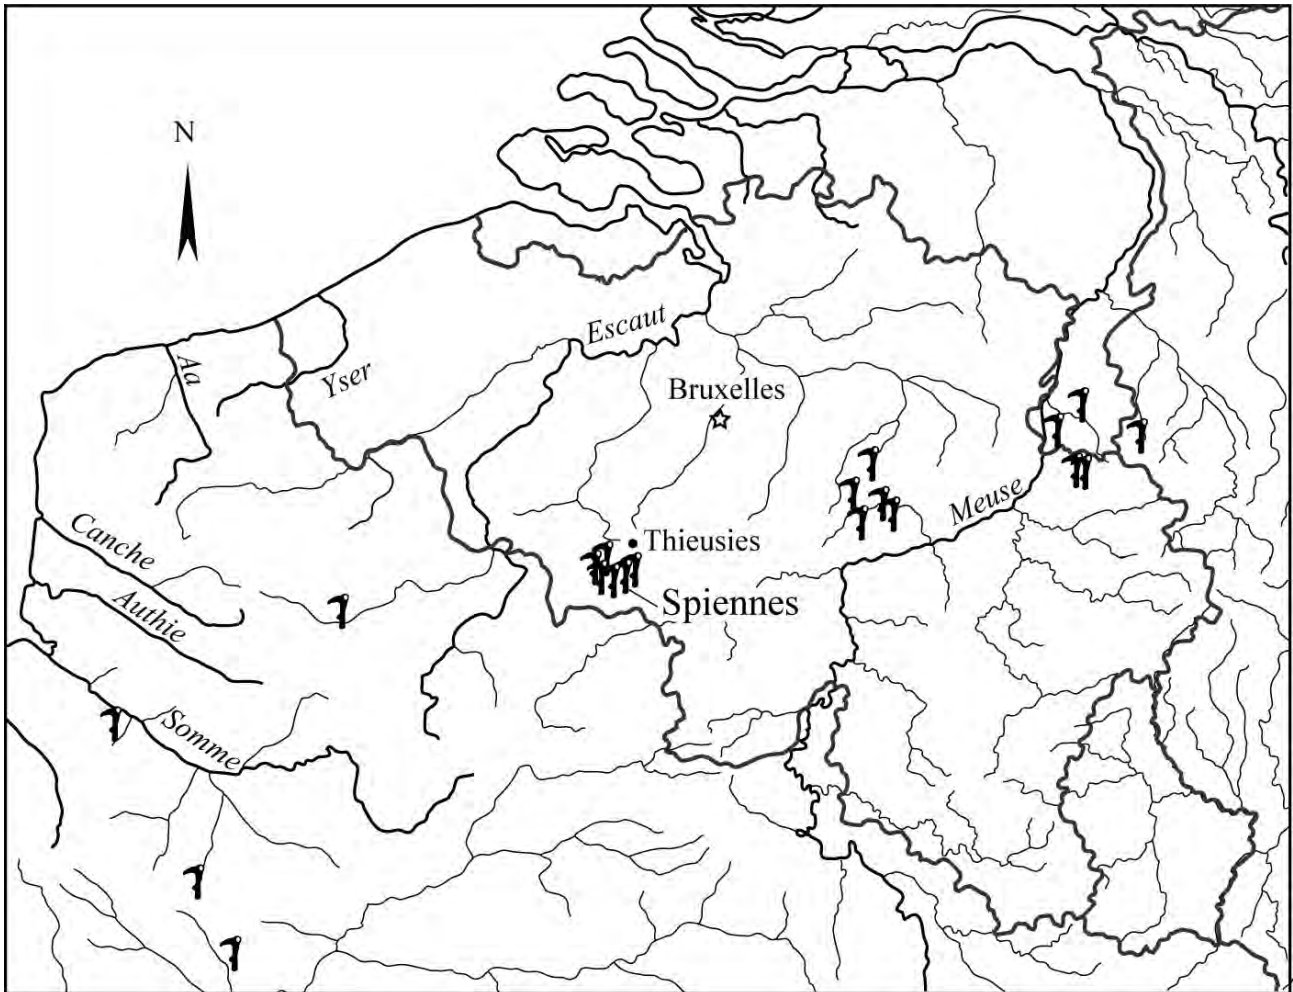 N
Escaut
Aa
Yser
Bruxelles
Meuse
Canche
Thieusies
Authie
Spiennes
Somme